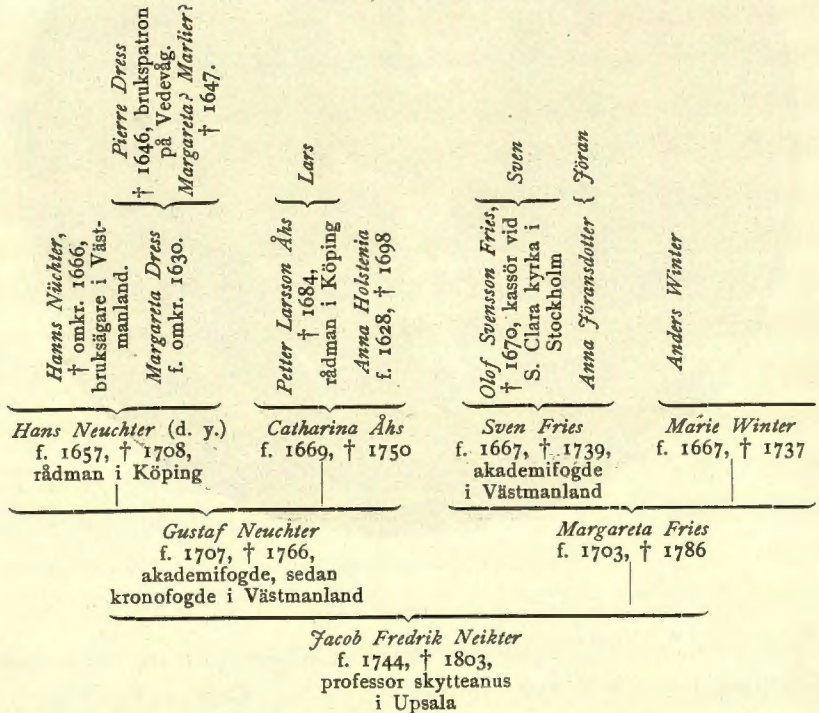 Pierre Dress
† 1646, brukspatron
på Vedevåg.
Margareta? Marlier?
† 1647.
Hanns Nüchter,
† omkr. 1666,
bruksägare i Väst-
manland.
Margareta Dress
f. omkr. 1630.
Lars
Petter Larsson Åhs
† 1684,
rådman i Köping
Anna Holstenia
f. 1628, † 1698
Sven
Olof Svensson Fries,
† 1670, kassör vid
S. Clara kyrka i
Stockholm
Jöran
Anna Jöransdotter
Anders Winter
Hans Neuchter (d. y.)
f. 1657, † 1708,
rådman i Köping
Catharina Åhs
f. 1669, † 1750
Sven Fries
f. 1667, † 1739,
akademifogde
i Västmanland
Marie Winter
f. 1667, † 1737
Gustaf Neuchter
f. 1707, † 1766,
akademifogde, sedan
kronofogde i Västmanland
Margareta Fries
f. 1703, † 1786
Jacob Fredrik Neikter
f. 1744, † 1803,
professor skytteanus
i Upsala